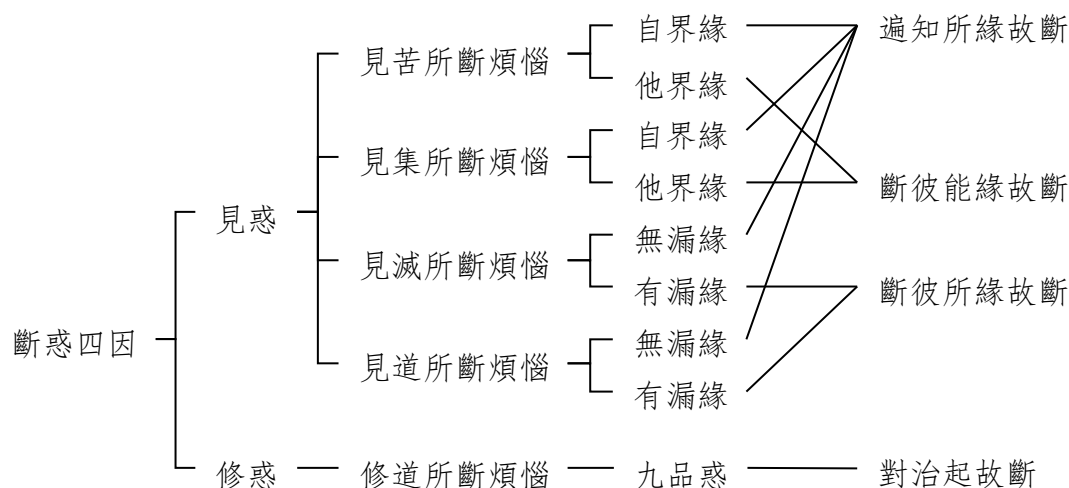 自界緣
遍知所緣故斷
見苦所斷煩惱
他界緣
自界緣
見集所斷煩惱
他界緣
斷彼能緣故斷
見惑
無漏緣
見滅所斷煩惱
有漏緣
斷彼所緣故斷
斷惑四因
無漏緣
見道所斷煩惱
有漏緣
修惑
修道所斷煩惱
九品惑
對治起故斷